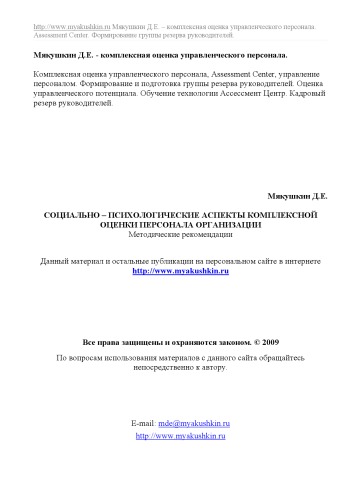 http://www.myakushkin.ru Мякушкин Д.Е. – комплексная оценка управленческого персонала.
Assessment Center. Формирование группы резерва руководителей.
Мякушкин Д.Е. - комплексная оценка управленческого персонала.
Комплексная оценка управленческого персонала, Assessment Center, управление
персоналом. Формирование и подготовка группы резерва руководителей. Оценка
управленческого потенциала. Обучение технологии Ассессмент Центр. Кадровый
резерв руководителей.
Мякушкин Д.Е.
СОЦИАЛЬНО – ПСИХОЛОГИЧЕСКИЕ АСПЕКТЫ КОМПЛЕКСНОЙ
ОЦЕНКИ ПЕРСОНАЛА ОРГАНИЗАЦИИ
Методические рекомендации
Данный материал и остальные публикации на персональном сайте в интернете
http://www.myakushkin.ru
Все права защищены и охраняются законом. © 2009
По вопросам использования материалов с данного сайта обращайтесь
непосредственно к автору.
E-mail: mde@myakushkin.ru
http://www.myakushkin.ru